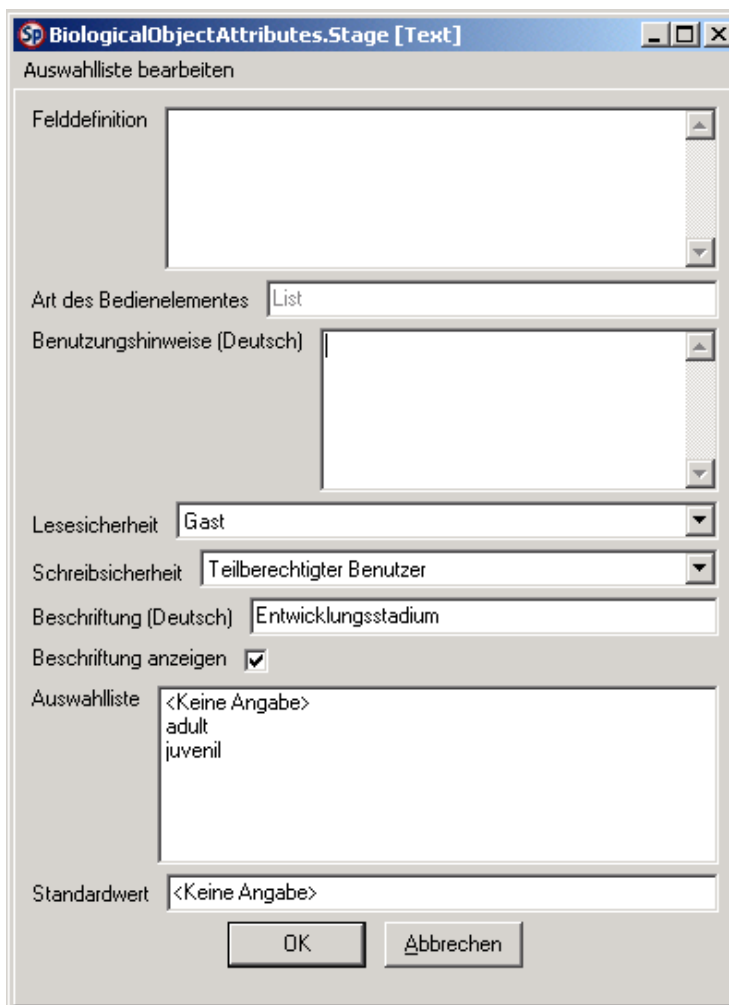 Sp BiologicalObjectAttributes.Stage [Text]
Auswahlliste bearbeiten
Felddefinition
Art des Bedienelementes List
Benutzungshinweise (Deutsch)
Lesesicherheit Gast
Schreibsicherheit Teilberechtigter Benutzer
Beschriftung (Deutsch) Entwicklungsstadium
Beschriftung anzeigen
Auswahlliste <Keine Angabe>
adult
juvenil
Standardwert <Keine Angabe>
OK Abbrechen